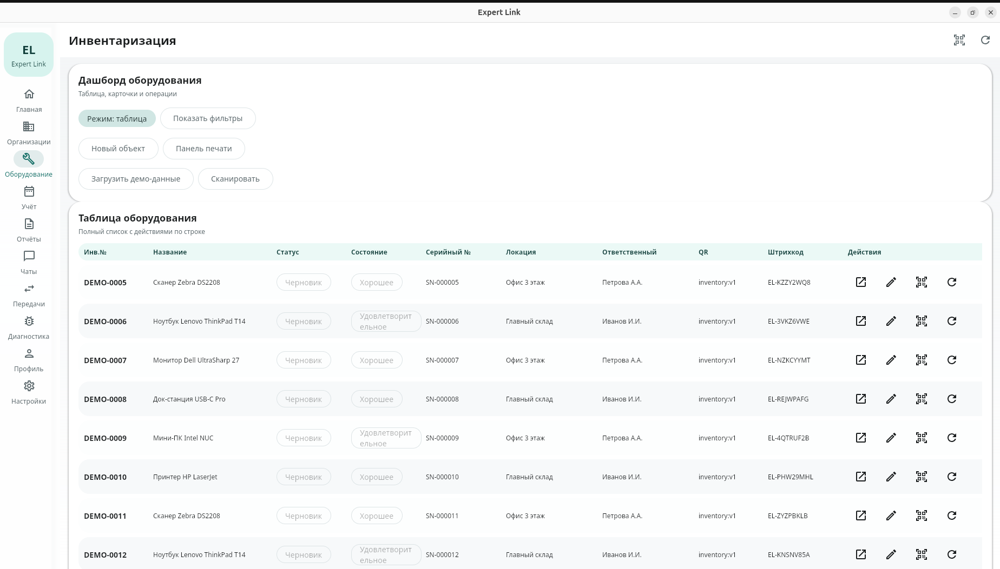 Expert Link
EL
Expert Link
Главная
Организации
Оборудование
Учёт
Отчёты
Чаты
Передачи
Диагностика
Профиль
Настройки
Инвентаризация
Дашборд оборудования
Таблица, карточки и операции
Режим: таблица Показать фильтры
Новый объект Панель печати
Загрузить демо-данные Сканировать
Таблица оборудования
Полный список с действиями по строке
Инв.№ Название Статус Состояние Серийный № Локация Ответственный QR Штрихкод Действия
DEMO-0005 Сканер Zebra DS2208 Черновик Хорошее SN-000005 Офис 3 этаж Петрова А.А. inventory:v1 EL-KZZY2WQ8
DEMO-0006 Ноутбук Lenovo ThinkPad T14 Черновик Удовлетворит
ельное SN-000006 Главный склад Иванов И.И. inventory:v1 EL-3VKZ6VWE
DEMO-0007 Монитор Dell UltraSharp 27 Черновик Хорошее SN-000007 Офис 3 этаж Петрова А.А. inventory:v1 EL-NZKCYYMT
DEMO-0008 Док-станция USB-C Pro Черновик Хорошее SN-000008 Главный склад Иванов И.И. inventory:v1 EL-REJWPAFG
DEMO-0009 Мини-ПК Intel NUC Черновик Удовлетворит
ельное SN-000009 Офис 3 этаж Петрова А.А. inventory:v1 EL-4QTRUF2B
DEMO-0010 Принтер HP LaserJet Черновик Хорошее SN-000010 Главный склад Иванов И.И. inventory:v1 EL-PHW29MHL
DEMO-0011 Сканер Zebra DS2208 Черновик Хорошее SN-000011 Офис 3 этаж Петрова А.А. inventory:v1 EL-ZYZPBKLB
DEMO-0012 Ноутбук Lenovo ThinkPad T14 Черновик Удовлетворит
ельное SN-000012 Главный склад Иванов И.И. inventory:v1 EL-KNSNV85A